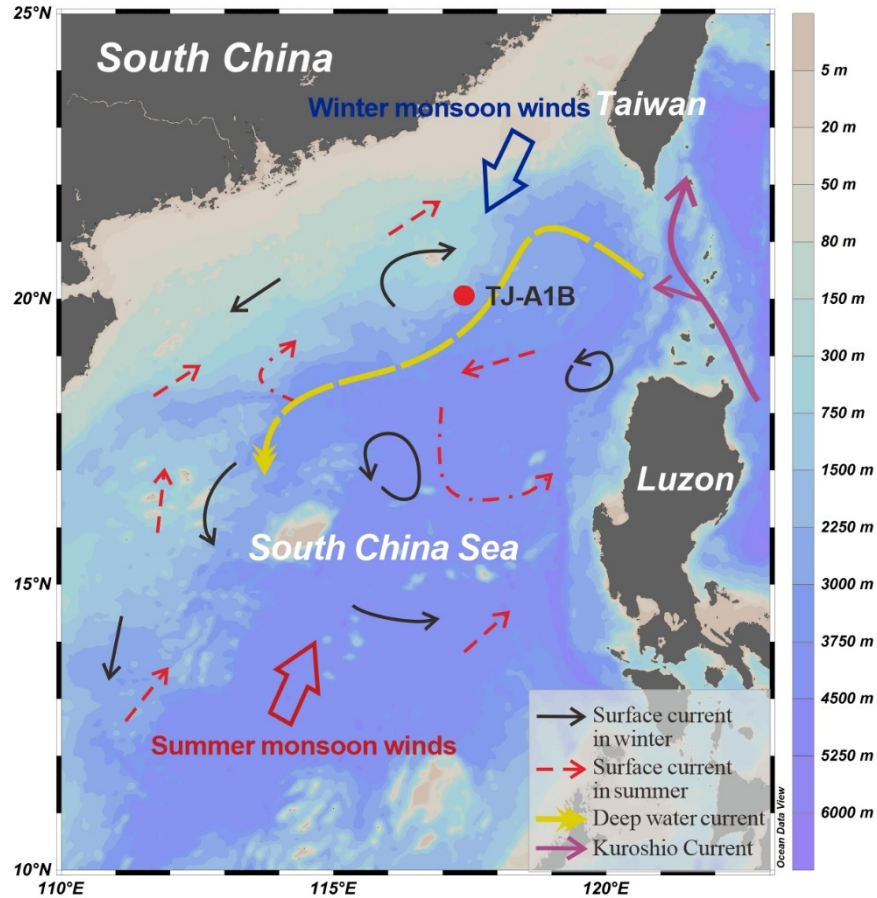 25°N
20°N
15°N
10°N
110°E
115°E
120°E
South China
Taiwan
Winter monsoon winds
TJ-A1B
Luzon
South China Sea
Summer monsoon winds
Surface current
in winter
Surface current
in summer
Deep water current
Kuroshio Current
Ocean Data View
5 m
20 m
50 m
80 m
150 m
300 m
750 m
1500 m
2250 m
3000 m
3750 m
4500 m
5250 m
6000 m